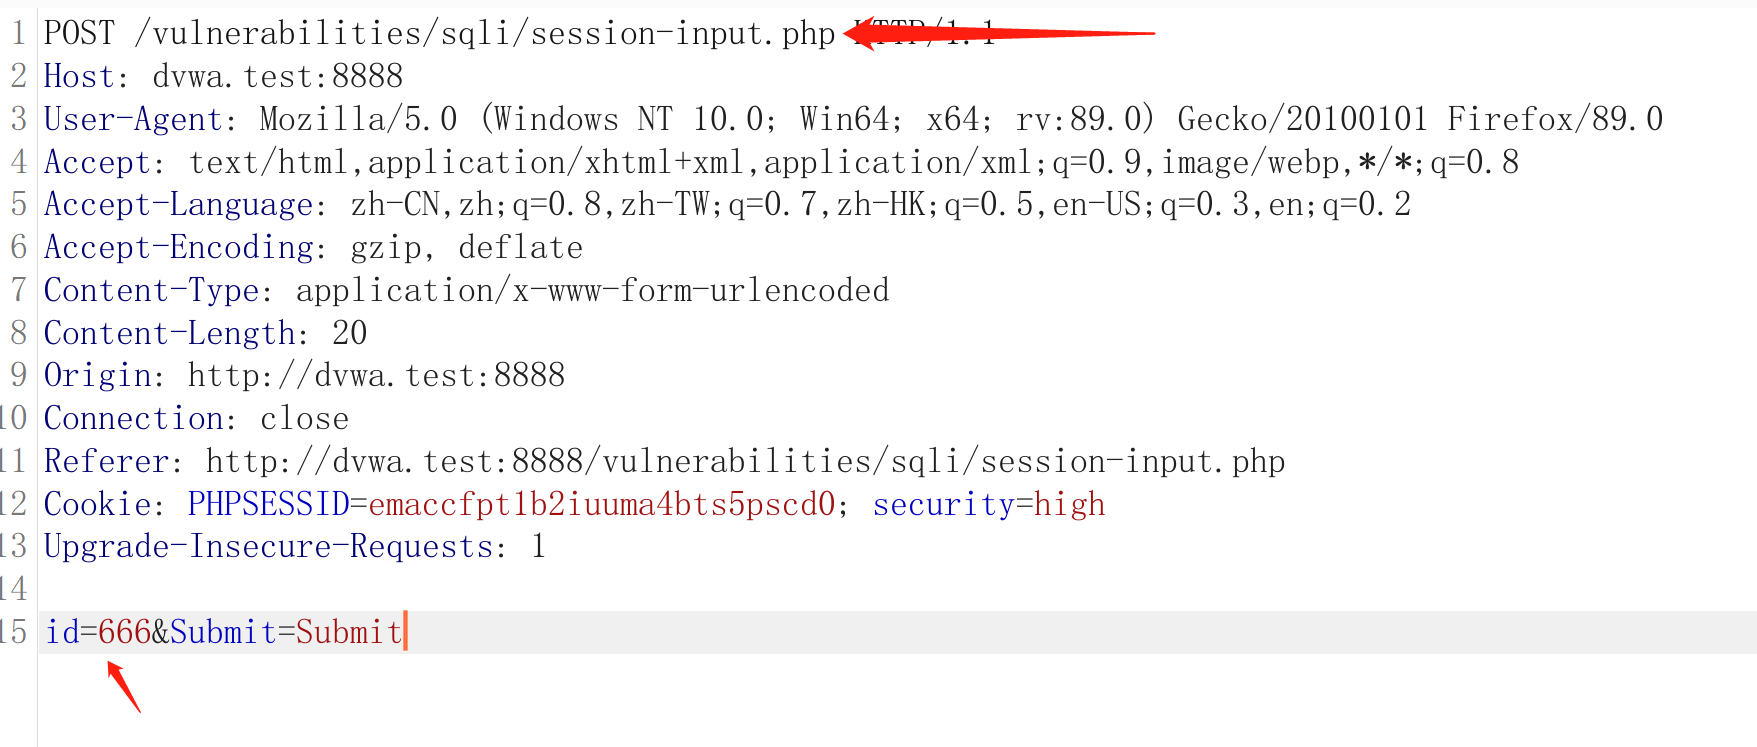 1 POST /vulnerabilities/sqli/session-input.php HTTP/1.1
2 Host: dvwa.test:8888
3 User-Agent: Mozilla/5.0 (Windows NT 10.0; Win64; x64; rv:89.0) Gecko/20100101 Firefox/89.0
4 Accept: text/html,application/xhtml+xml,application/xml;q=0.9,image/webp,*/*;q=0.8
5 Accept-Language: zh-CN,zh;q=0.8,zh-TW;q=0.7,zh-HK;q=0.5,en-US;q=0.3,en;q=0.2
6 Accept-Encoding: gzip, deflate
7 Content-Type: application/x-www-form-urlencoded
8 Content-Length: 20
9 Origin: http://dvwa.test:8888
10 Connection: close
11 Referer: http://dvwa.test:8888/vulnerabilities/sqli/session-input.php
12 Cookie: PHPSESSID=emaccfpt1b2iuuma4bts5pscd0; security=high
13 Upgrade-Insecure-Requests: 1
14
15 id=666&Submit=Submit